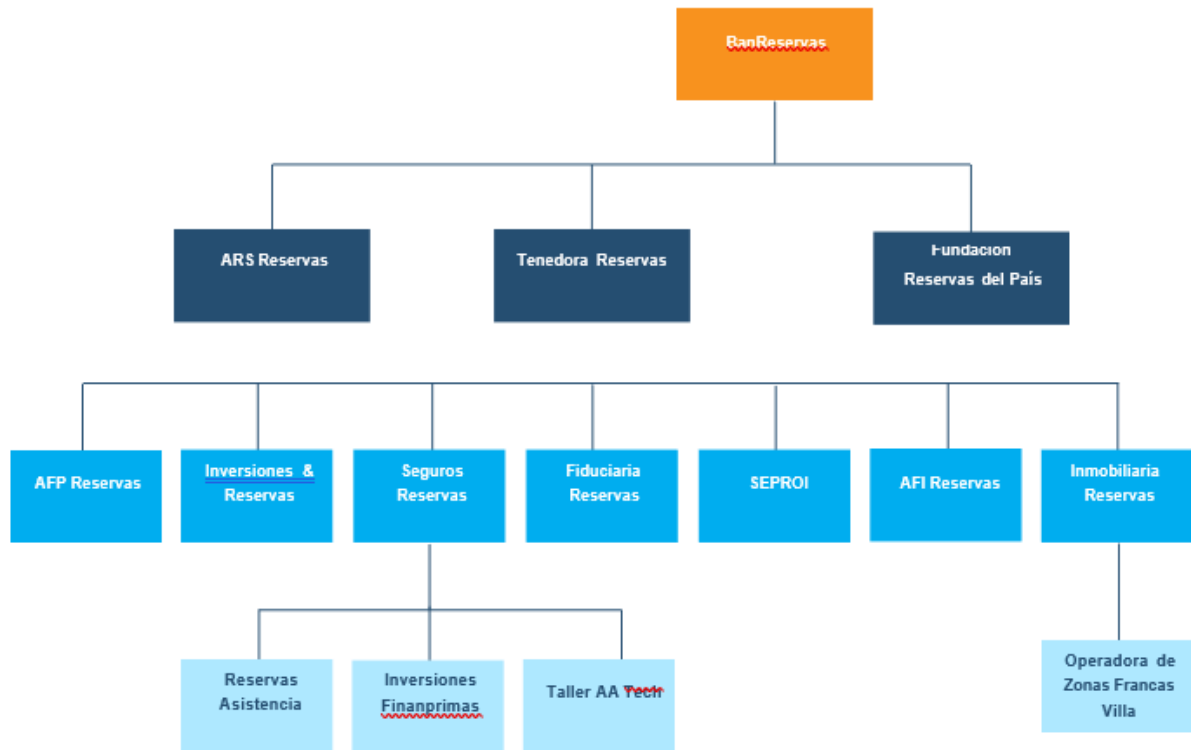 BanReservas
ARS Reservas
Tenedora Reservas
Fundacion
Reservas del País
AFP Reservas
Inversiones &
Reservas
Seguros
Reservas
Fiduciaria
Reservas
SEPROI
AFI Reservas
Inmobiliaria
Reservas
Reservas
Asistencia
Inversiones
Finanprimas
Taller AA Tech
Operadora de
Zonas Francas
Villa